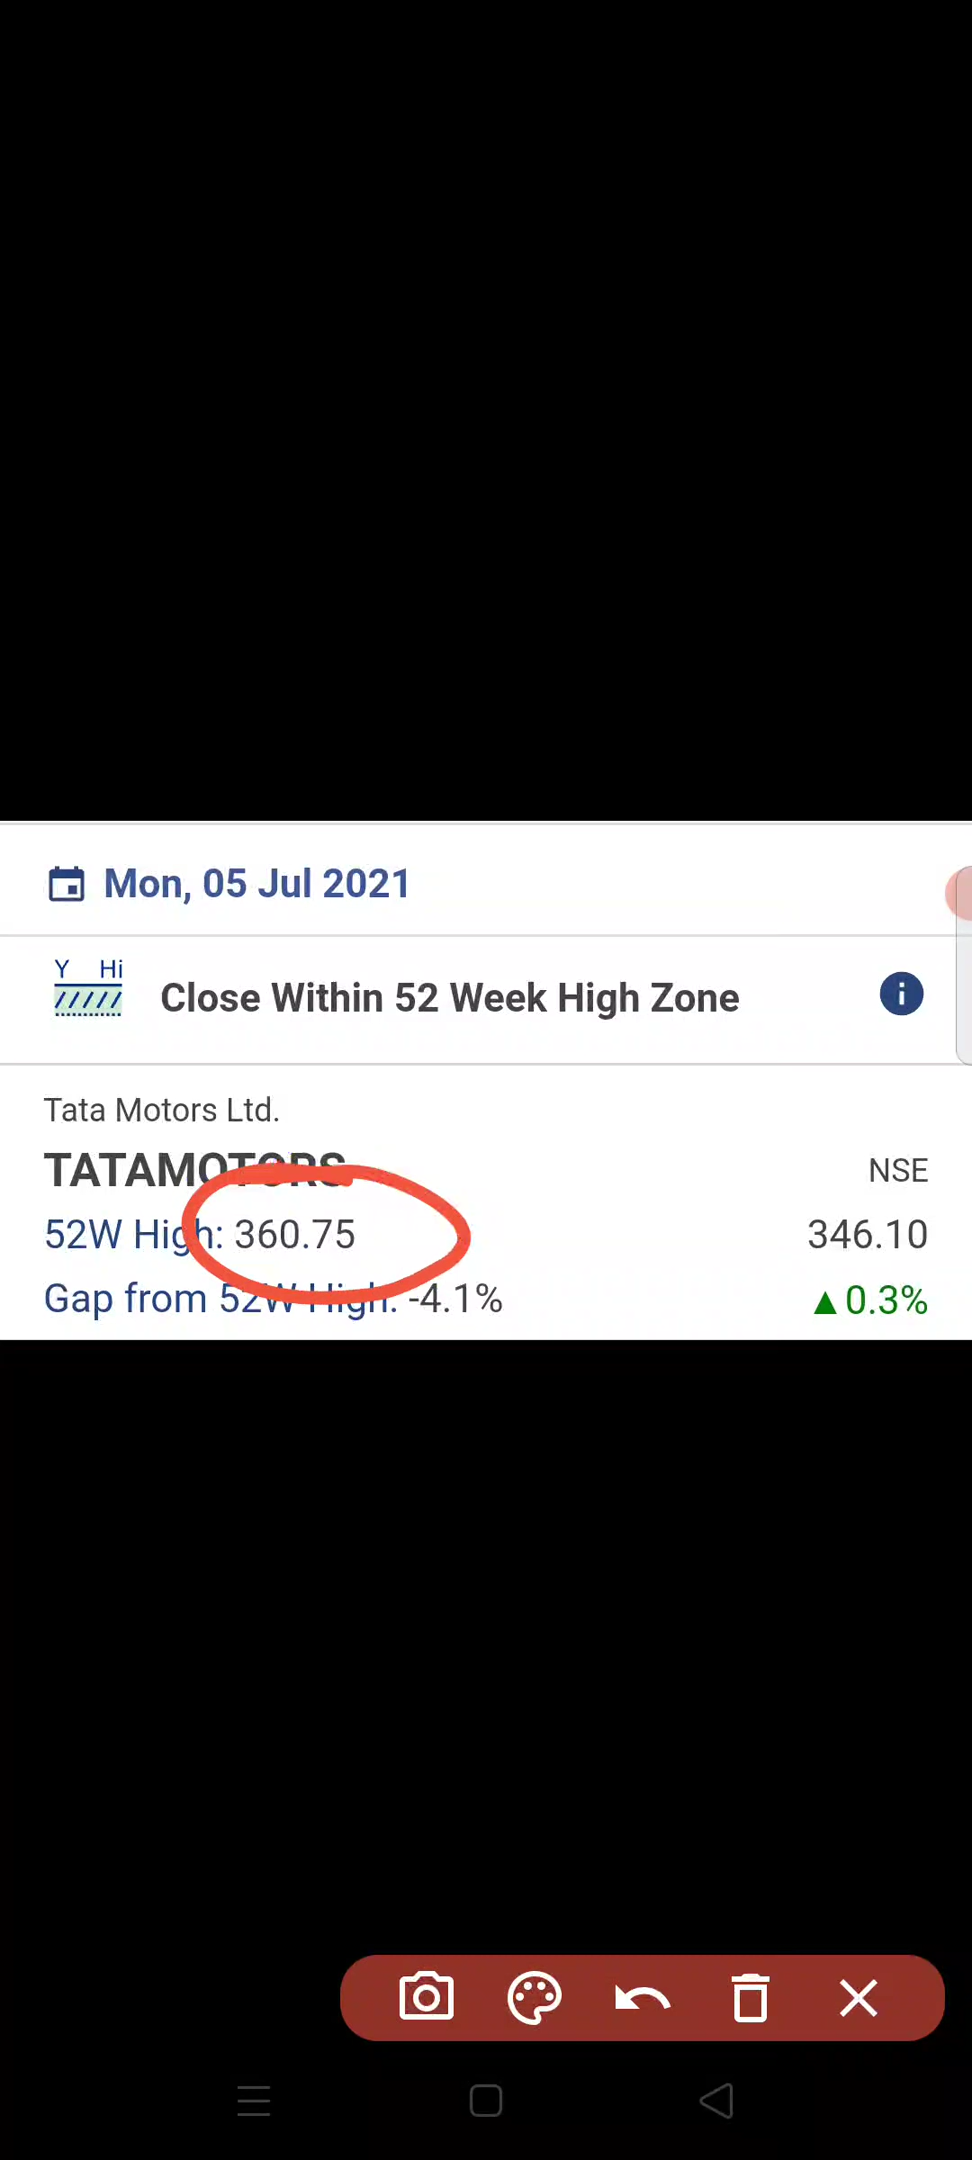 Mon, 05 Jul 2021
Y Hi
Close Within 52 Week High Zone
Tata Motors Ltd.
TATAMOTORS NSE
52W High: 360.75 346.10
Gap from 52W High: -4.1% ▲0.3%